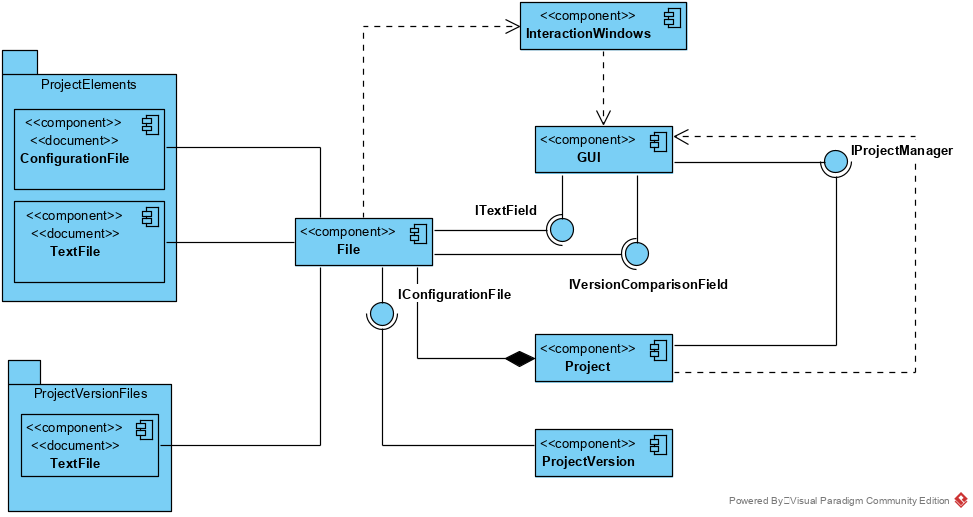 <<component>>
InteractionWindows
ProjectElements
<<component>>
<<document>>
ConfigurationFile
<<component>>
<<document>>
TextFile
<<component>>
GUI
IProjectManager
ITextField
<<component>>
File
IVersionComparisonField
IConfigurationFile
<<component>>
Project
ProjectVersionFiles
<<component>>
<<document>>
TextFile
<<component>>
ProjectVersion
Powered By Visual Paradigm Community Edition